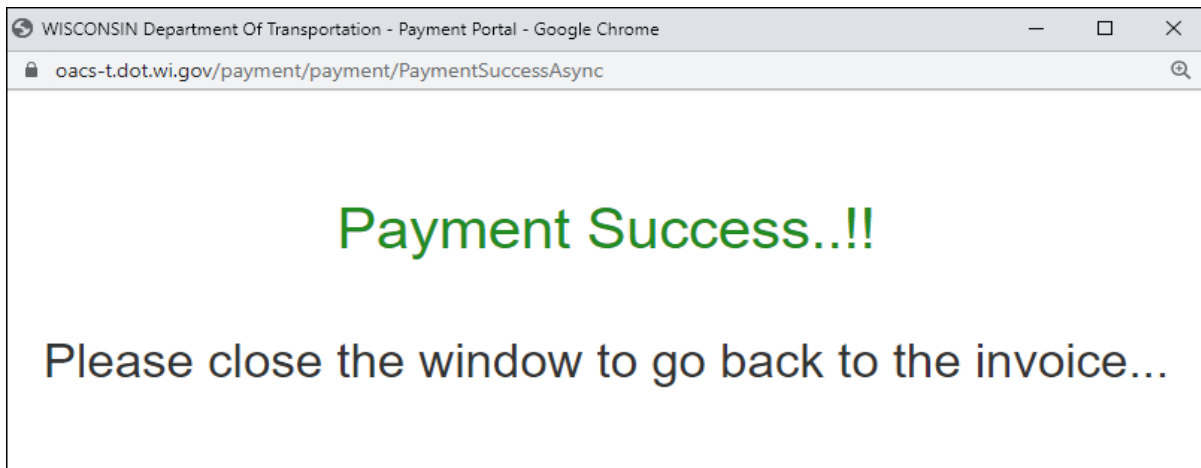 WISCONSIN Department Of Transportation - Payment Portal - Google Chrome
oacs-t.dot.wi.gov/payment/payment/PaymentSuccessAsync
Payment Success..!!
Please close the window to go back to the invoice...